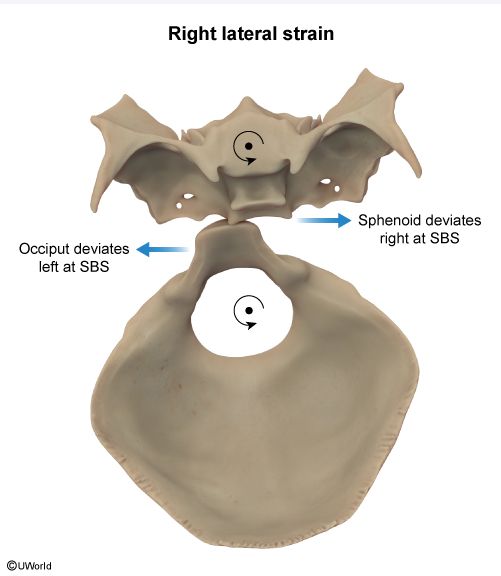 Right lateral strain
Sphenoid deviates
right at SBS
Occiput deviates
left at SBS
©UWorld